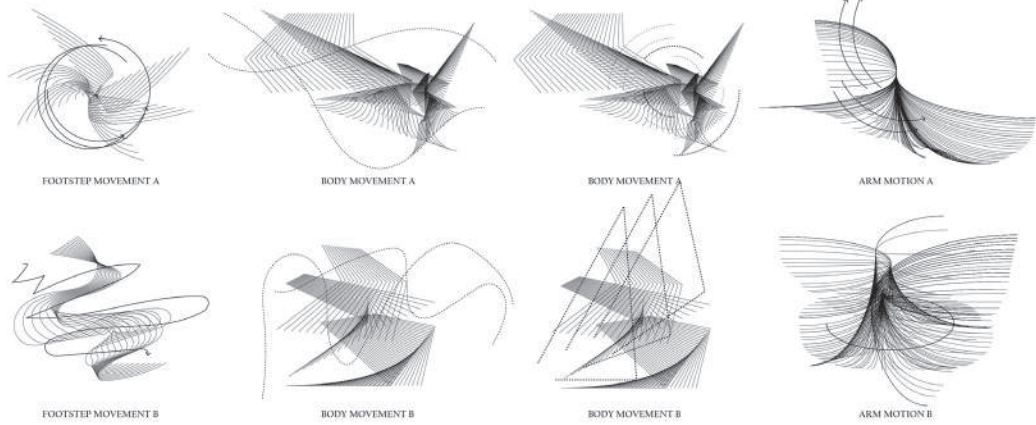 FOOTSTEP MOVEMENT A
BODY MOVEMENT A
BODY MOVEMENT A
ARM MOTION A
FOOTSTEP MOVEMENT B
BODY MOVEMENT B
BODY MOVEMENT B
ARM MOTION B